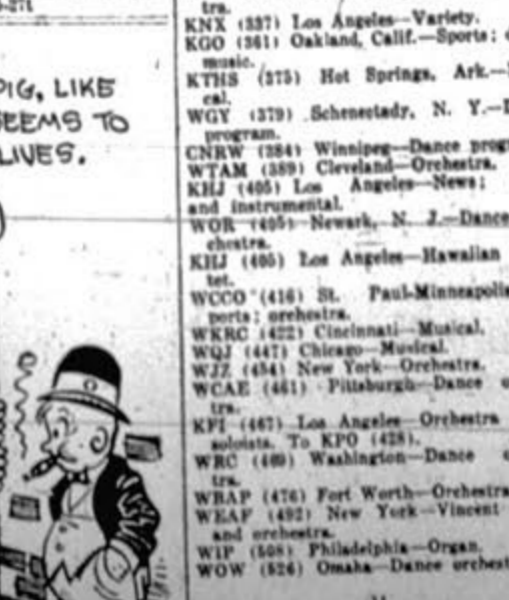 PIG, LIKE
SEEMS TO
LIVES.
tra.
KNX (337) Los Angeles—Variety.
KGO (361) Oakland, Calif.—Sports;
music.
KTHS (375) Hot Springs, Ark.—
cal.
WGY (379) Schenectady, N. Y.—
program.
CNRW (384) Winnipeg—Dance prog
WTAM (389) Cleveland—Orchestra.
KHJ (405) Los Angeles—News;
and instrumental.
WOR (405) Newark, N. J.—Dance
chestra.
KHJ (405) Los Angeles—Hawaiian
tet.
WCCO (416) St. Paul-Minneapolis
ports; orchestra.
WKRC (422) Cincinnati—Musical.
WQJ (447) Chicago—Musical.
WJZ (454) New York—Orchestra.
WCAE (461) Pittsburgh—Dance o
tra.
KFI (467) Los Angeles—Orchestra
soloists. To KPO (428).
WRC (469) Washington—Dance o
tra.
WBAP (476) Fort Worth—Orchestra
WEAF (492) New York—Vincent
and orchestra.
WIP (508) Philadelphia—Organ.
WOW (526) Omaha—Dance orchest